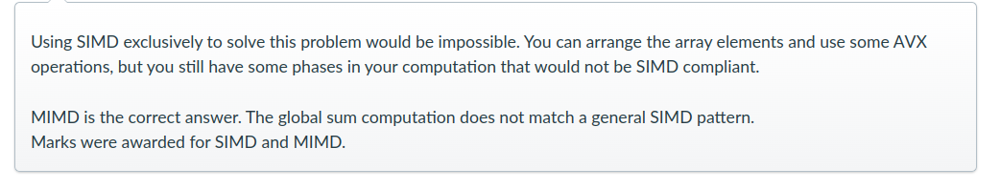 Using SIMD exclusively to solve this problem would be impossible. You can arrange the array elements and use some AVX
operations, but you still have some phases in your computation that would not be SIMD compliant.
MIMD is the correct answer. The global sum computation does not match a general SIMD pattern.
Marks were awarded for SIMD and MIMD.